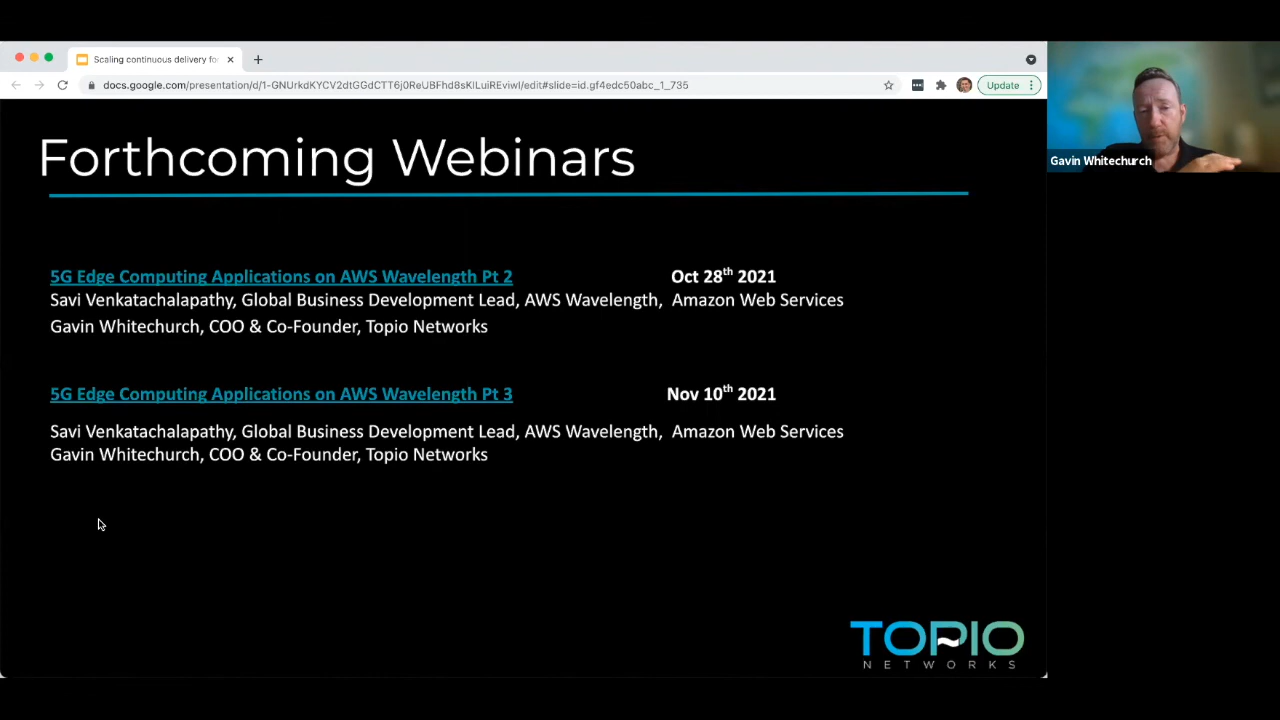 Scaling continuous delivery for
docs.google.com/presentation/d/1-GNUrkdKYCV2dtGGdCTT6j0ReUBFhd8sKlLuiREviwI/edit#slide=id.gf4edc50abc_1_735
Update
Forthcoming Webinars
Gavin Whitechurch
5G Edge Computing Applications on AWS Wavelength Pt 2 Oct 28th 2021
Savi Venkatachalapathy, Global Business Development Lead, AWS Wavelength, Amazon Web Services
Gavin Whitechurch, COO & Co-Founder, Topio Networks
5G Edge Computing Applications on AWS Wavelength Pt 3 Nov 10th 2021
Savi Venkatachalapathy, Global Business Development Lead, AWS Wavelength, Amazon Web Services
Gavin Whitechurch, COO & Co-Founder, Topio Networks
TOPIO
NETWORKS